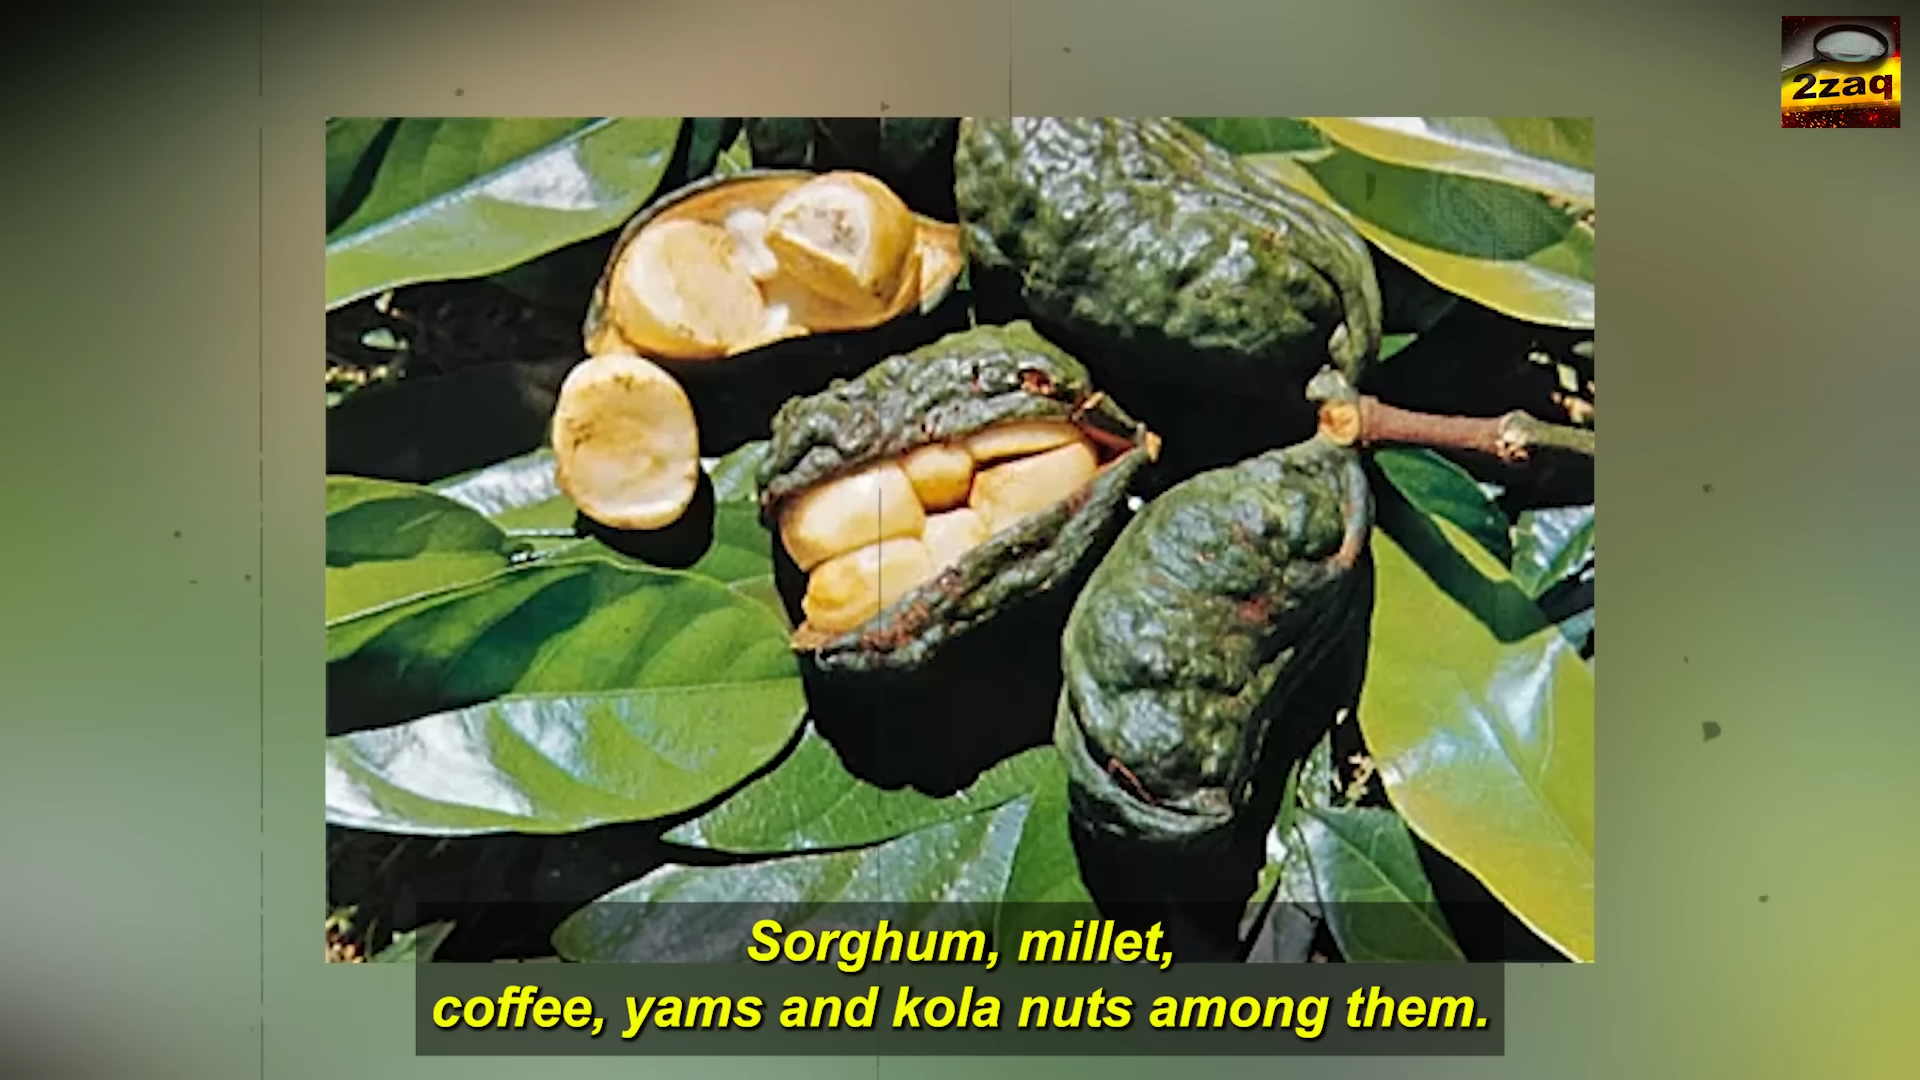 2zaq
Sorghum, millet,
coffee, yams and kola nuts among them.